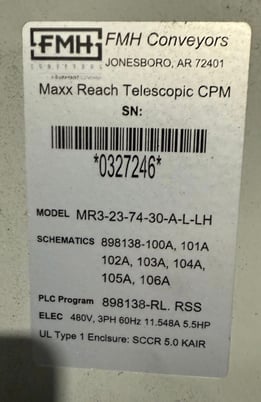 FMH FMH Conveyors
CONVEYORS JONESBORO, AR 72401
Maxx Reach Telescopic CPM
SN:
*0327246*
MODEL MR3-23-74-30-A-L-LH
SCHEMATICS 898138-100A, 101A
102A, 103A, 104A,
105A, 106A
PLC Program 898138-RL. RSS
ELEC 480V, 3PH 60Hz 11.548A 5.5HP
UL Type 1 Enclsure: SCCR 5.0 KAIR